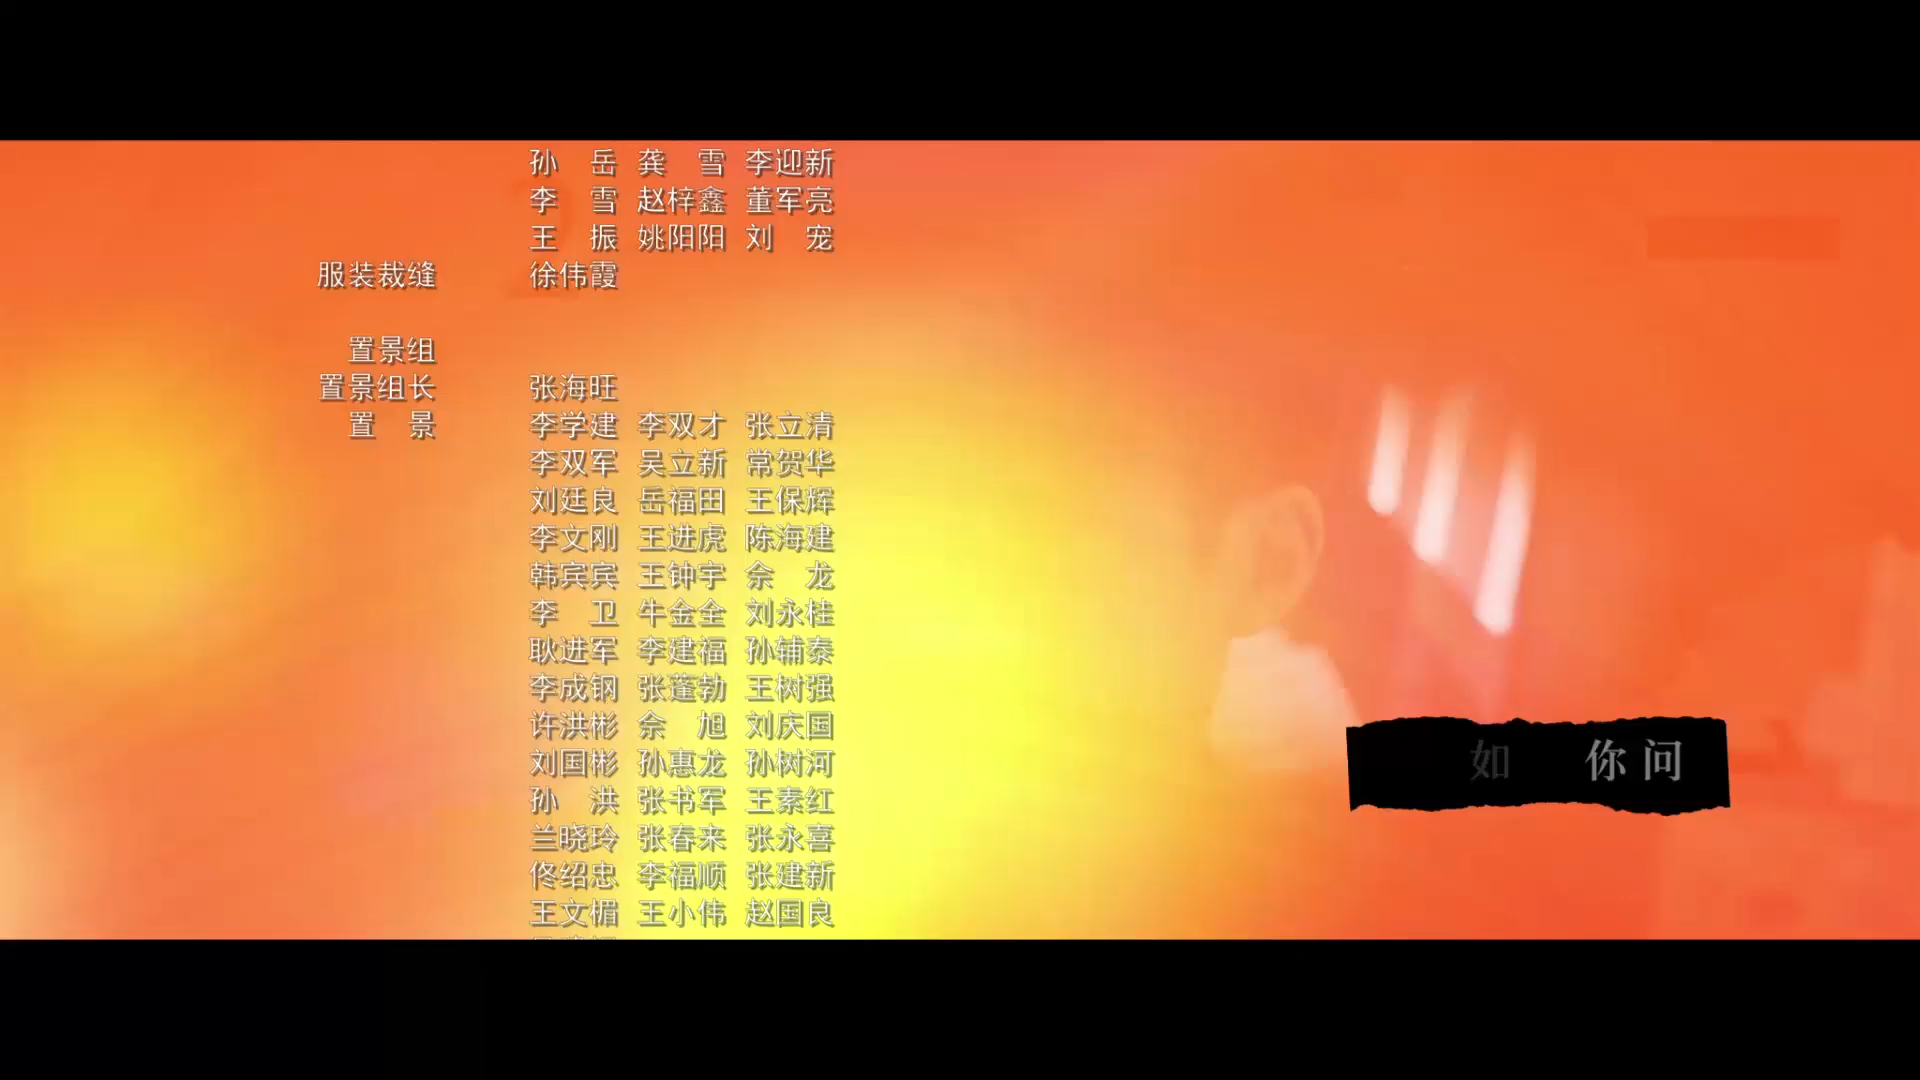 孙　岳 龚　雪 李迎新
李　雪 赵梓鑫 董军亮
王　振 姚阳阳 刘　宠
服装裁缝 徐伟霞
置景组
置景组长 张海旺
置　景 李学建 李双才 张立清
李双军 吴立新 常贺华
刘廷良 岳福田 王保辉
李文刚 王进虎 陈海建
韩宾宾 王钟宇 佘　龙
李　卫 牛金全 刘永桂
耿进军 李建福 孙辅泰
李成钢 张蓬勃 王树强
许洪彬 佘　旭 刘庆国
刘国彬 孙惠龙 孙树河
孙　洪 张书军 王素红
兰晓玲 张春来 张永喜
佟绍忠 李福顺 张建新
王文楣 王小伟 赵国良
如 你问